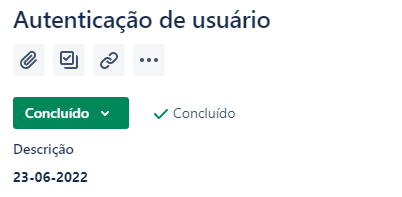 Autenticação de usuário
Concluído Concluído
Descrição
23-06-2022